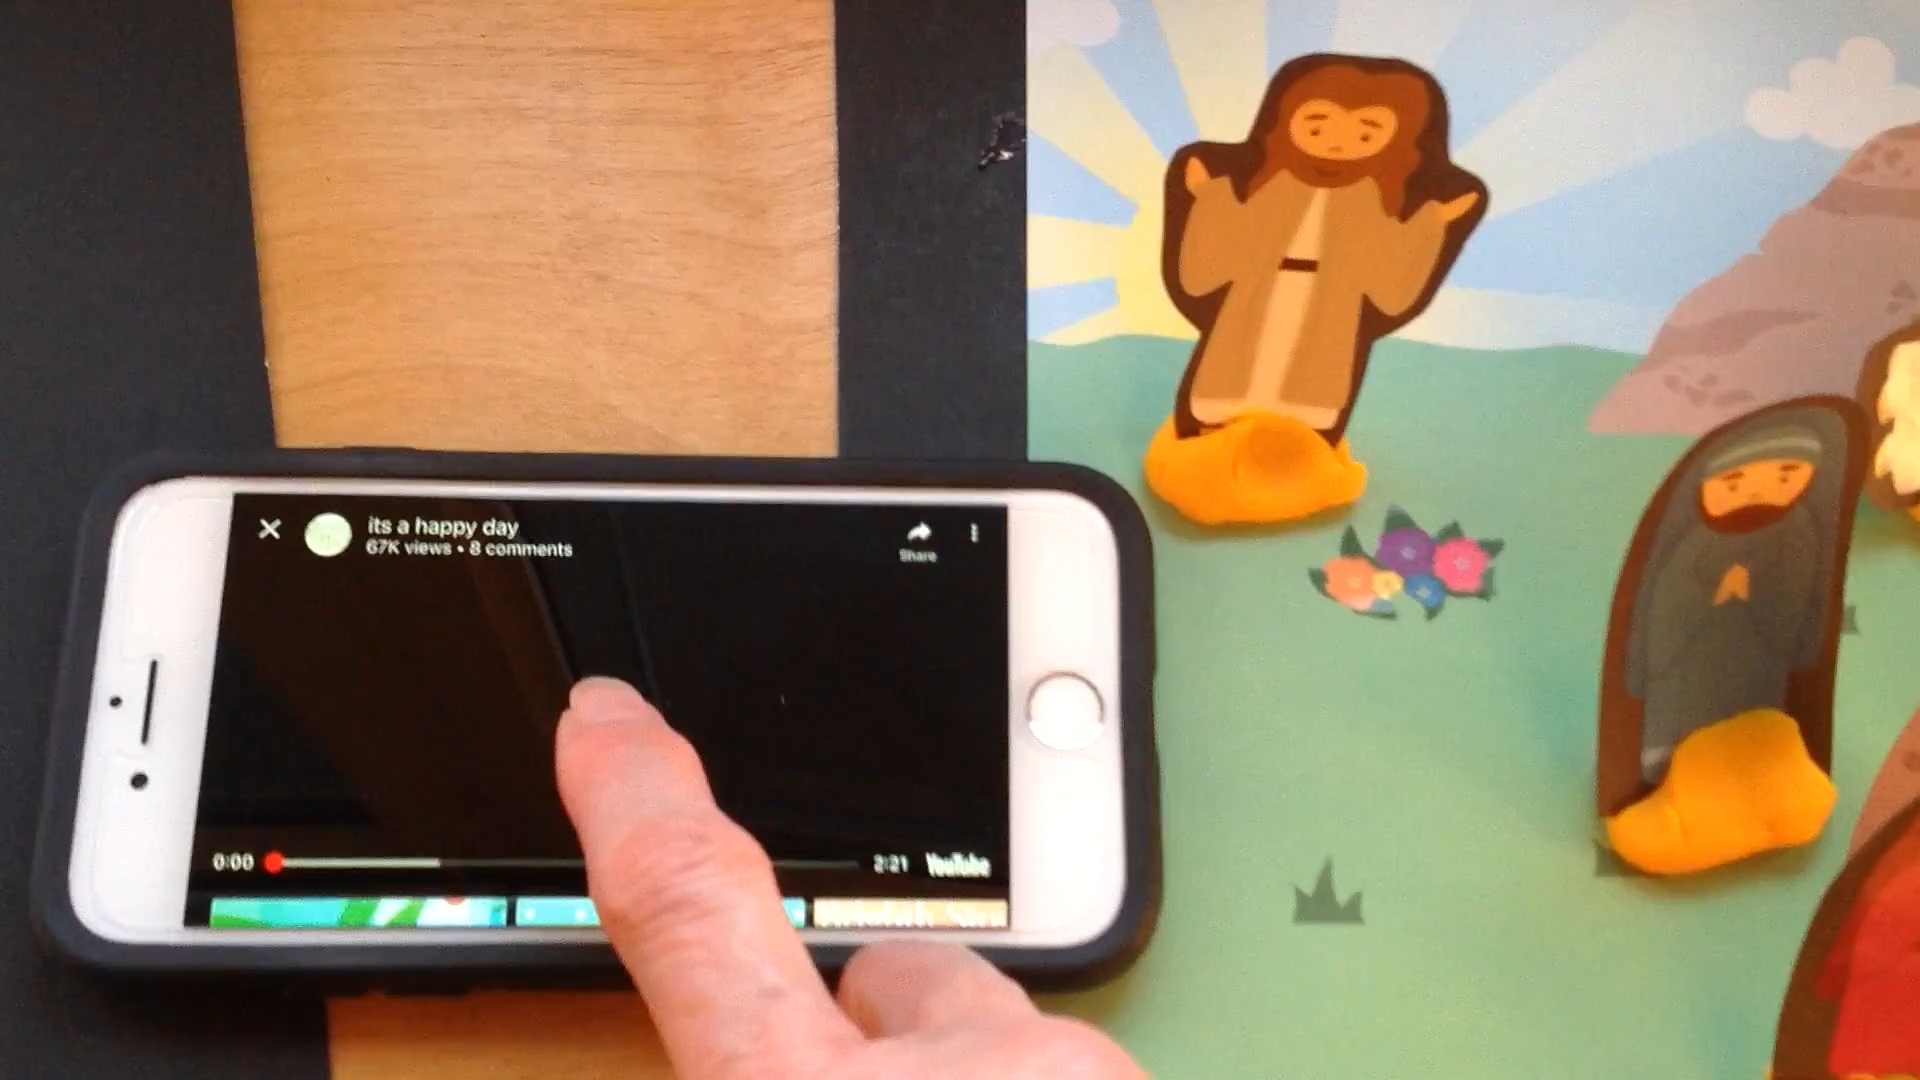 its a happy day
67K views • 8 comments
Share
0:00
2:21
YouTube